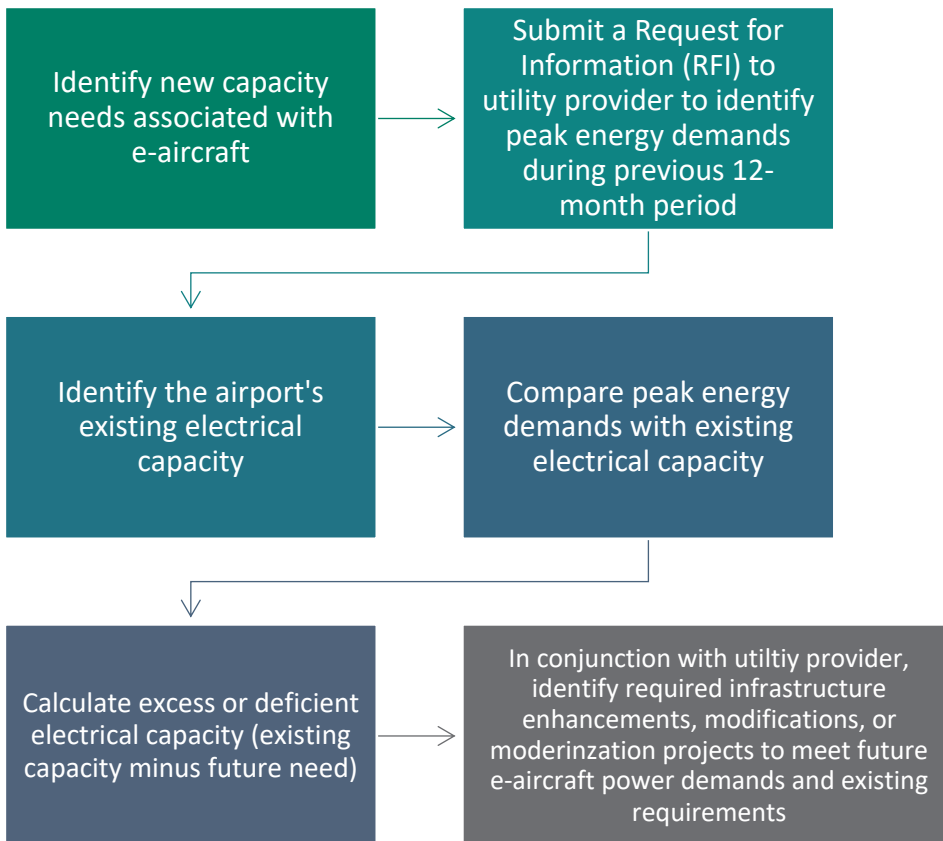 Identify new capacity
needs associated with
e-aircraft
Submit a Request for
Information (RFI) to
utility provider to identify
peak energy demands
during previous 12-
month period
Identify the airport's
existing electrical
capacity
Compare peak energy
demands with existing
electrical capacity
Calculate excess or deficient
electrical capacity (existing
capacity minus future need)
In conjunction with utiltiy provider,
identify required infrastructure
enhancements, modifications, or
moderinzation projects to meet future
e-aircraft power demands and existing
requirements